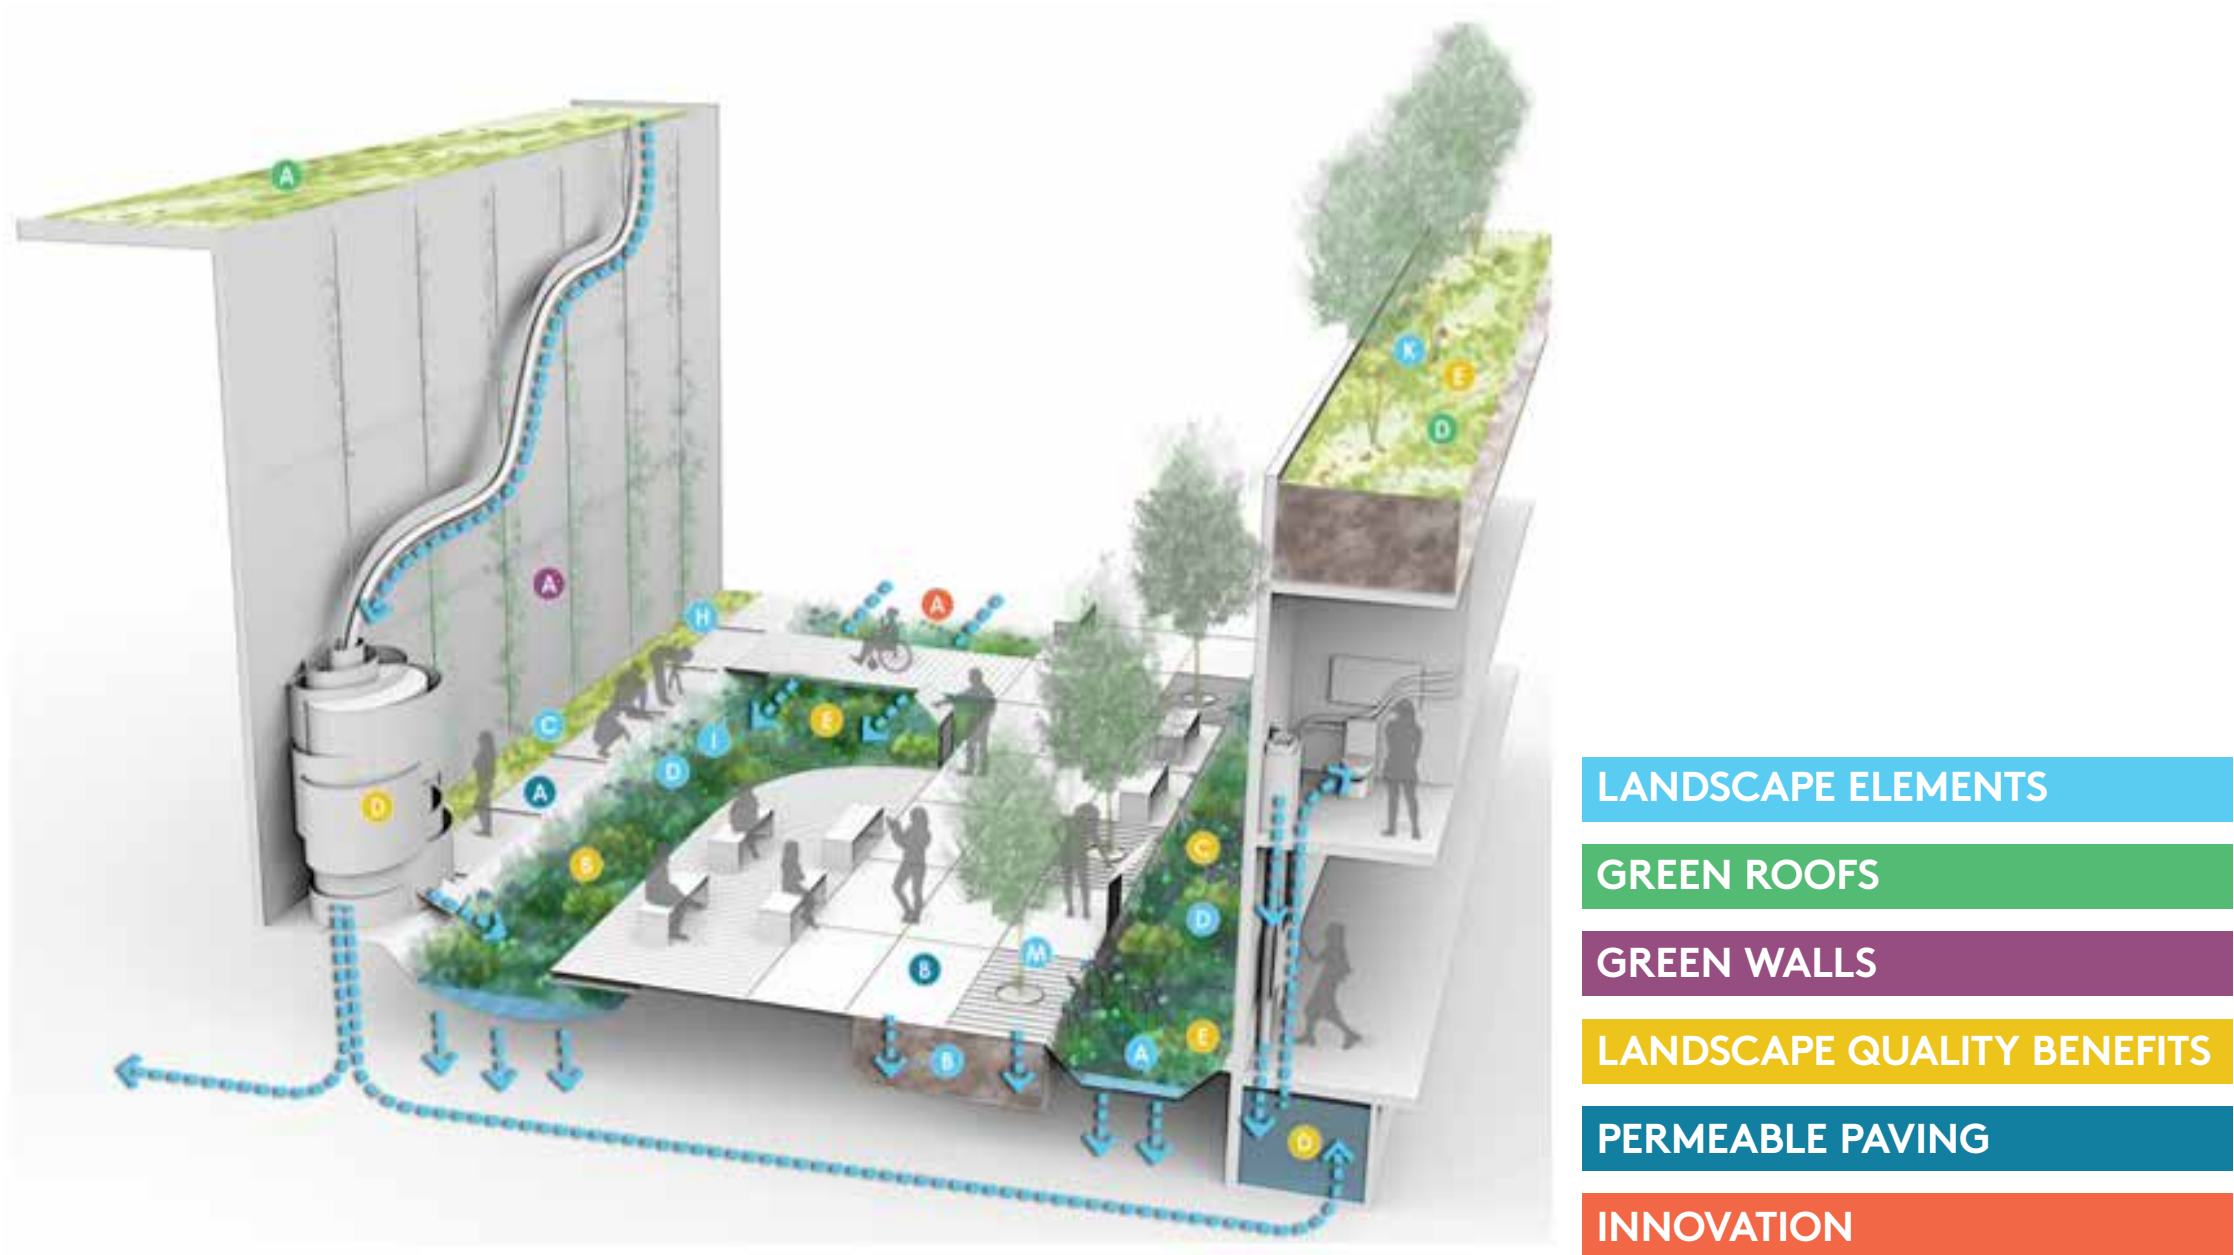 A
K
E
D
A
A
H
C
I
E
D
A
D
B
C
D
M
B
E
A
B
D
LANDSCAPE ELEMENTS
GREEN ROOFS
GREEN WALLS
LANDSCAPE QUALITY BENEFITS
PERMEABLE PAVING
INNOVATION